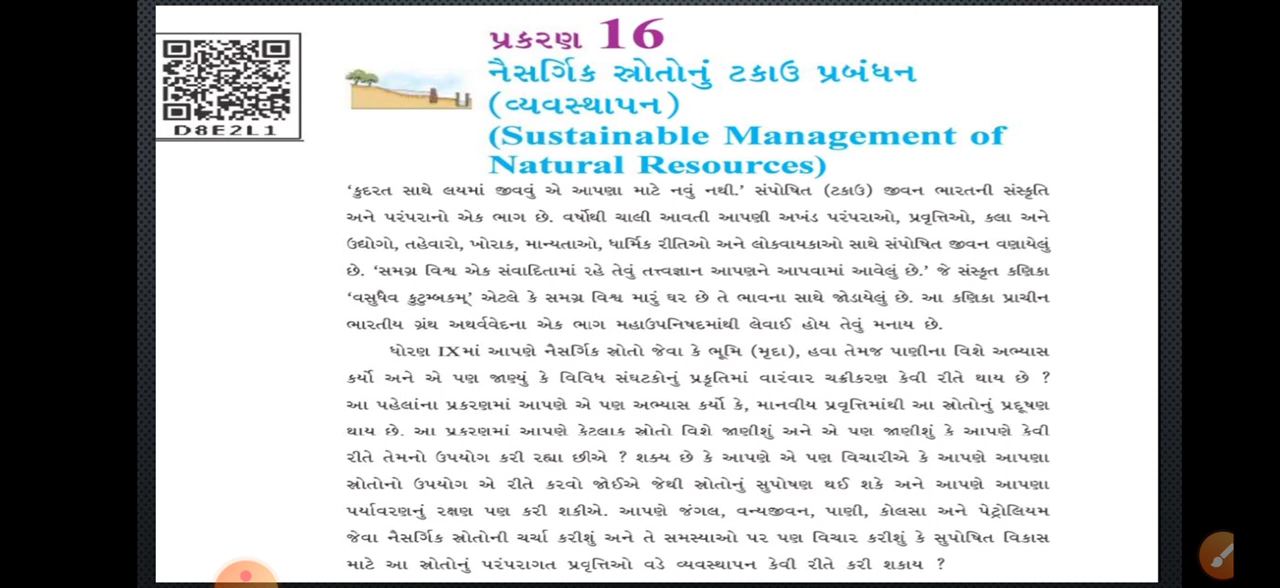 પ્રકરણ 16
નૈસર્ગિક સ્રોતોનું ટકાઉ પ્રબંધન
(વ્યવસ્થાપન)
(Sustainable Management of
Natural Resources)
D8E2L1
‘કુદરત સાથે લયમાં જીવવું એ આપણા માટે નવું નથી.’ સંપોષિત (ટકાઉ) જીવન ભારતની સંસ્કૃતિ
અને પરંપરાનો એક ભાગ છે. વર્ષોથી ચાલી આવતી આપણી અખંડ પરંપરાઓ, પ્રવૃત્તિઓ, કલા અને
ઉદ્યોગો, તહેવારો, ખોરાક, માન્યતાઓ, ધાર્મિક રીતિઓ અને લોકવાયકાઓ સાથે સંપોષિત જીવન વણાયેલું
છે. ‘સમગ્ર વિશ્વ એક સંવાદિતામાં રહે તેવું તત્ત્વજ્ઞાન આપણને આપવામાં આવેલું છે.’ જે સંસ્કૃત કણિકા
‘વસુધૈવ કુટુમ્બકમ્’ એટલે કે સમગ્ર વિશ્વ મારું ઘર છે તે ભાવના સાથે જોડાયેલું છે. આ કણિકા પ્રાચીન
ભારતીય ગ્રંથ અથર્વવેદના એક ભાગ મહાઉપનિષદમાંથી લેવાઈ હોય તેવું મનાય છે.
ધોરણ IXમાં આપણે નૈસર્ગિક સ્રોતો જેવા કે ભૂમિ (મૃદા), હવા તેમજ પાણીના વિશે અભ્યાસ
કર્યો અને એ પણ જાણ્યું કે વિવિધ સંઘટકોનું પ્રકૃતિમાં વારંવાર ચક્રીકરણ કેવી રીતે થાય છે ?
આ પહેલાંના પ્રકરણમાં આપણે એ પણ અભ્યાસ કર્યો કે, માનવીય પ્રવૃત્તિમાંથી આ સ્રોતોનું પ્રદૂષણ
થાય છે. આ પ્રકરણમાં આપણે કેટલાક સ્રોતો વિશે જાણીશું અને એ પણ જાણીશું કે આપણે કેવી
રીતે તેમનો ઉપયોગ કરી રહ્યા છીએ ? શક્ય છે કે આપણે એ પણ વિચારીએ કે આપણે આપણા
સ્રોતોનો ઉપયોગ એ રીતે કરવો જોઈએ જેથી સ્રોતોનું સુપોષણ થઈ શકે અને આપણે આપણા
પર્યાવરણનું રક્ષણ પણ કરી શકીએ. આપણે જંગલ, વન્યજીવન, પાણી, કોલસા અને પેટ્રોલિયમ
જેવા નૈસર્ગિક સ્રોતોની ચર્ચા કરીશું અને તે સમસ્યાઓ પર પણ વિચાર કરીશું કે સુપોષિત વિકાસ
માટે આ સ્રોતોનું પરંપરાગત પ્રવૃત્તિઓ વડે વ્યવસ્થાપન કેવી રીતે કરી શકાય ?